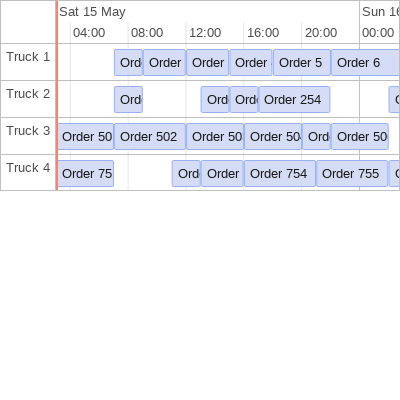 Sat 15 May Sun 16
04:00 08:00 12:00 16:00 20:00 00:00
Truck 1 Ord Order Order Order Order 5 Order 6
Truck 2 Ord Ord Ord Order 254
Truck 3 Order 50 Order 502 Order 50 Order 50 Ord Order 50
Truck 4 Order 75 Ord Order Order 754 Order 755